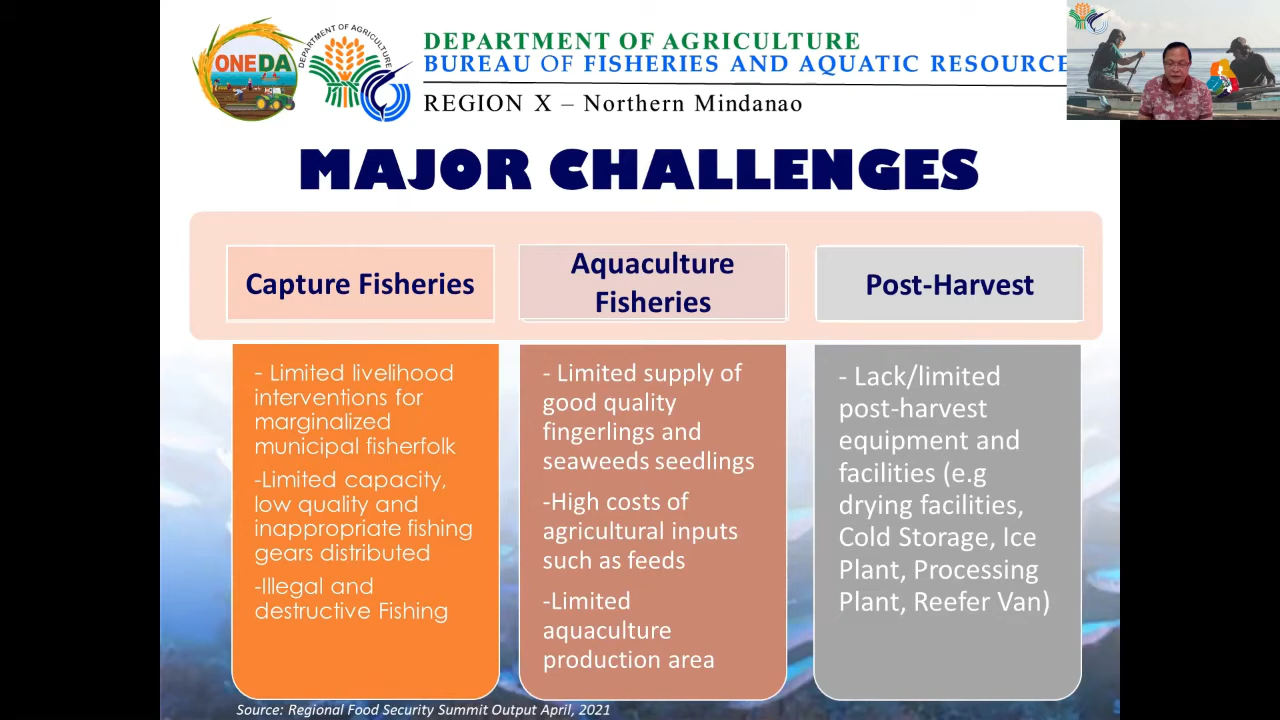 ONEDA
DEPARTMENT OF AGRICULTURE
DEPARTMENT OF AGRICULTURE
BUREAU OF FISHERIES AND AQUATIC RESOURCE
REGION X – Northern Mindanao
MAJOR CHALLENGES
Capture Fisheries
- Limited livelihood
interventions for
marginalized
municipal fisherfolk
-Limited capacity,
low quality and
inappropriate fishing
gears distributed
-Illegal and
destructive Fishing
Aquaculture
Fisheries
- Limited supply of
good quality
fingerlings and
seaweeds seedlings
-High costs of
agricultural inputs
such as feeds
-Limited
aquaculture
production area
Post-Harvest
- Lack/limited
post-harvest
equipment and
facilities (e.g
drying facilities,
Cold Storage, Ice
Plant, Processing
Plant, Reefer Van)
Source: Regional Food Security Summit Output April, 2021